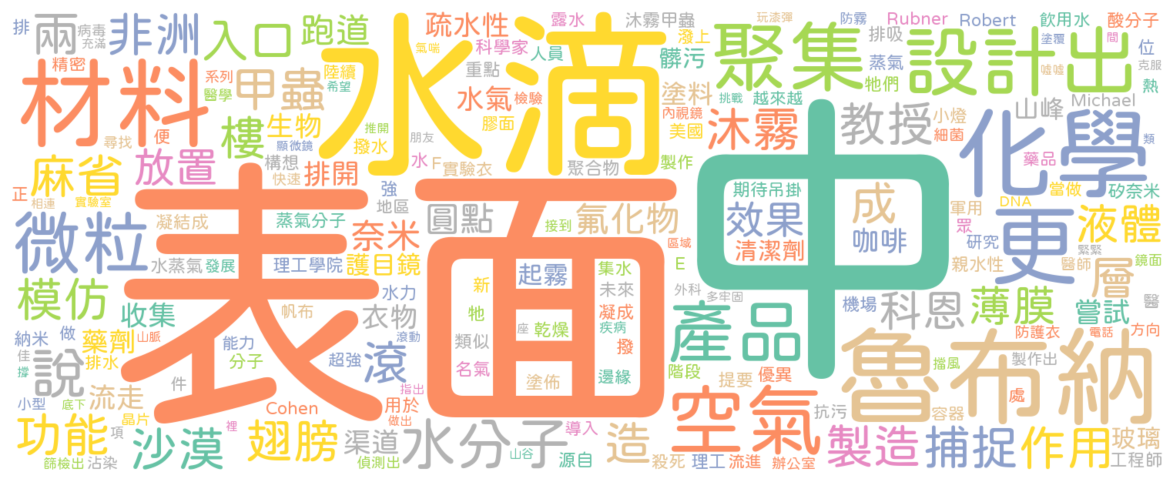 排
兩
病毒
充滿
非洲
入口
跑道
疏水性
露水
沐霧甲蟲
潑上
玩漆彈
防霧
Rubner
Robert
飲用水
酸分子
塗覆
間
位
克服
熱
精密
系列
醫學
氣喘
陸續
希望
科學家
人員
重點
髒污
排吸
蒸氣
牠們
噓噓
材料
甲蟲
水滴
聚集
設計出
便
尋找
樓
生物
顯微鏡
推開
撥水
水氣
檢驗
膠面
朋友
內視鏡
塗料
挑戰
越來越
美國
沐霧
教授
小燈
細菌
山峰
Michael
類
化學
麻省
放置
構想
快速
排開
水
F
實驗衣
聚合物
製作
藥品
當做
矽奈米
正
相連
實驗室
強
地區
表面
中
期待吊掛
效果
清潔劑
成
咖啡
軍用
眾
DNA
研究
更
液體
緊緊
醫師
鏡面
微粒
凝結成
蒸氣分子
奈米
圓點
氟化物
接到
區域
水蒸氣
發展
理工學院
護目鏡
新
起霧
集水
E
親水性
層
模仿
收集
帆布
水力
衣物
牠
未來
外科
多牢固
機場
科恩
薄膜
嘗試
醫
納米
做
藥劑
山脈
能力
分子
超強
滾動
類似
座
乾燥
凝成
疾病
產品
防護衣
電話
方向
佳
撐
說
排水
滾
名氣
塗佈
撥
邊緣
階段
提要
優異
魯布納
擋風
製作出
處
小型
底下
流走
件
Cohen
指出
用於
做出
空氣
抗污
容器
功能
晶片
項
裡
沙漠
翅膀
渠道
水分子
山谷
導入
造
製造
捕捉
作用
玻璃
工程師
篩檢出
沾染
偵測出
源自
殺死
理工
流進
辦公室